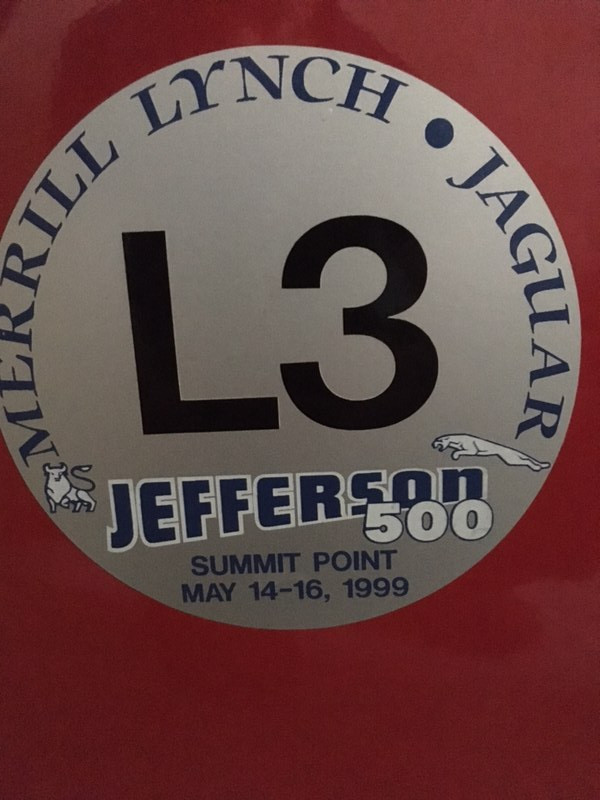 MERRILL LYNCH • JAGUAR
L3
JEFFERSON
500
SUMMIT POINT
MAY 14-16, 1999